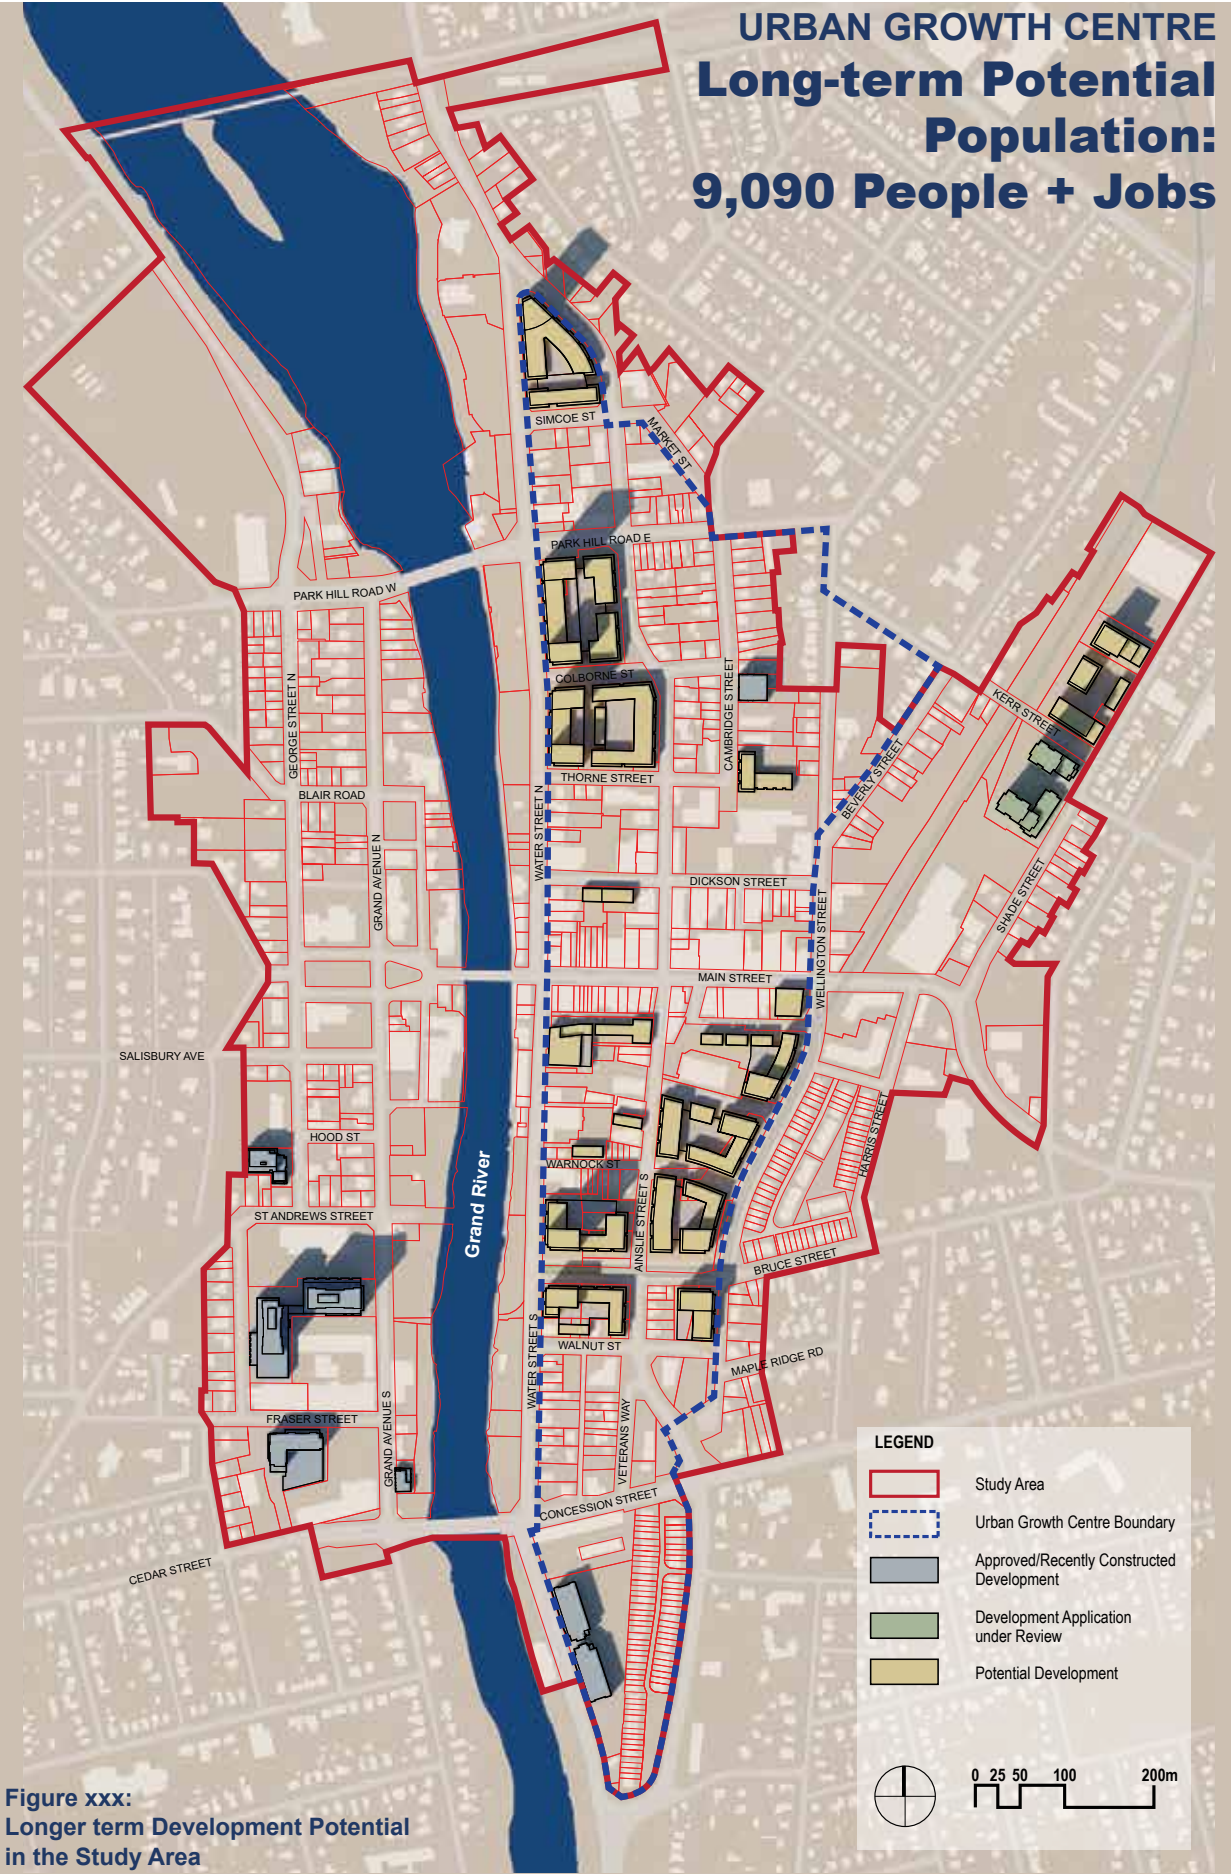 URBAN GROWTH CENTRE
Long-term Potential
Population:
9,090 People + Jobs
SIMCOE ST
MARKET ST
PARK HILL ROAD E
PARK HILL ROAD W
COLBORNE ST
CAMBRIDGE STREET
KERR STREET
GEORGE STREET N
THORNE STREET
BEVERLY STREET
BLAIR ROAD
WATER STREET N
GRAND AVENUE N
DICKSON STREET
SHADE STREET
WELLINGTON STREET
MAIN STREET
SALISBURY AVE
HOOD ST
HARRIS STREET
WARNOCK ST
Grand River
ST ANDREWS STREET
AINSLIE STREET S
BRUCE STREET
WATER STREET S
WALNUT ST
MAPLE RIDGE RD
FRASER STREET
GRAND AVENUE S
VETERANS WAY
CONCESSION STREET
CEDAR STREET
LEGEND
Study Area
Urban Growth Centre Boundary
Approved/Recently Constructed
Development
Development Application
under Review
Potential Development
0 25 50 100 200m
Figure xxx:
Longer term Development Potential
in the Study Area